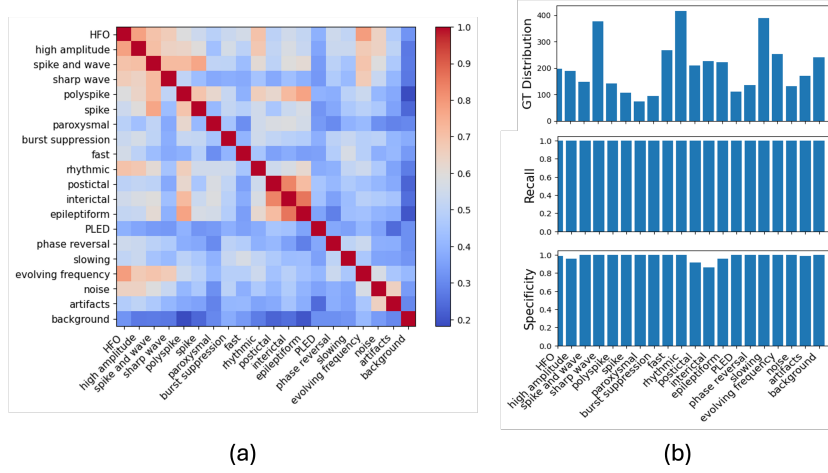 HFO
high amplitude
spike and wave
sharp wave
polyspike
spike
paroxysmal
burst suppression
fast
rhythmic
postictal
interictal
epileptiform
PLED
phase reversal
slowing
evolving frequency
noise
artifacts
background
HFO
high amplitude
spike and wave
sharp wave
polyspike
spike
paroxysmal
burst suppression
fast
rhythmic
postictal
interictal
epileptiform
PLED
phase reversal
slowing
evolving frequency
noise
artifacts
background
1.0
0.9
0.8
0.7
0.6
0.5
0.4
0.3
0.2
(a)
GT Distribution
400
300
200
100
0
Recall
1.0
0.8
0.6
0.4
0.2
0.0
Specificity
1.0
0.8
0.6
0.4
0.2
0.0
HFO
high amplitude
spike and wave
sharp wave
polyspike
spike
paroxysmal
burst suppression
fast
rhythmic
postictal
interictal
epileptiform
PLED
phase reversal
slowing
evolving frequency
noise
artifacts
background
(b)